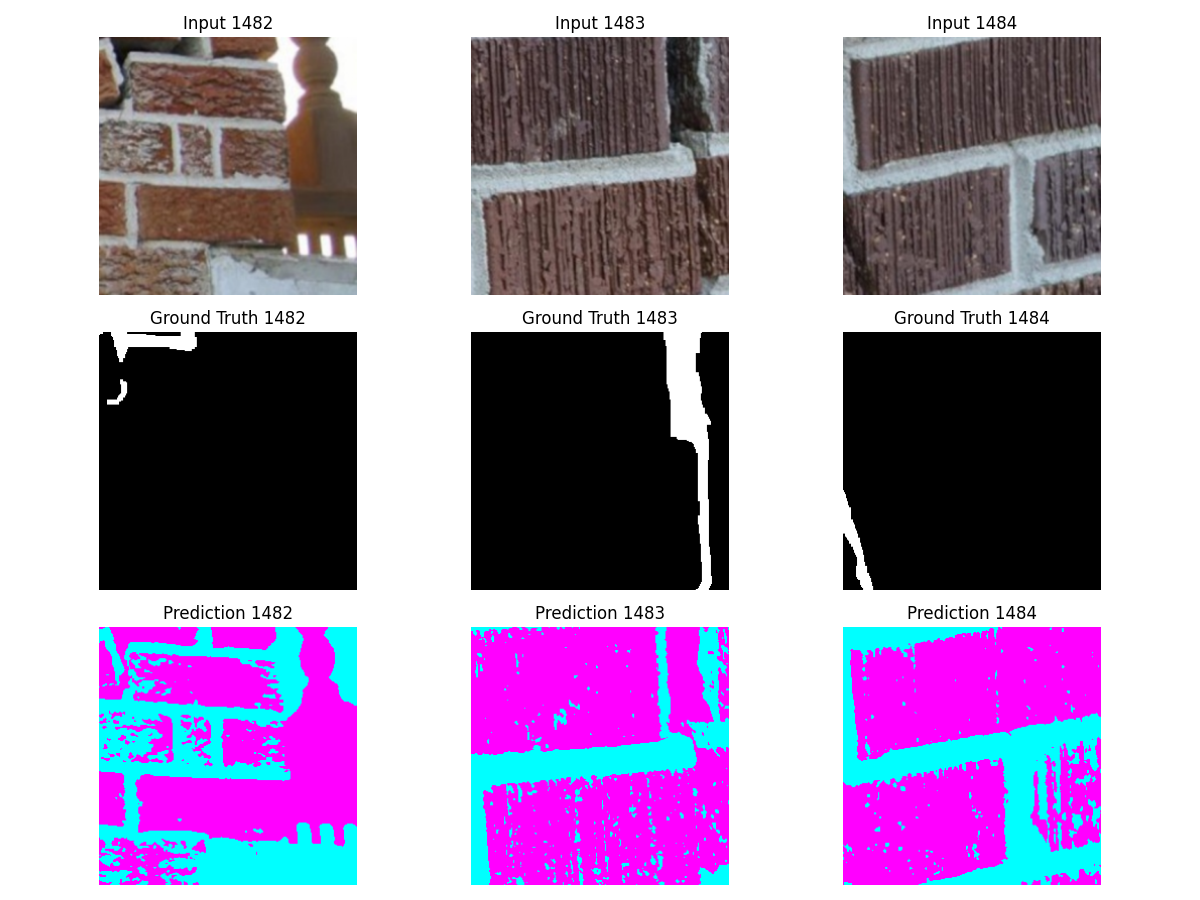 Input 1482
Input 1483
Input 1484
Ground Truth 1482
Ground Truth 1483
Ground Truth 1484
Prediction 1482
Prediction 1483
Prediction 1484